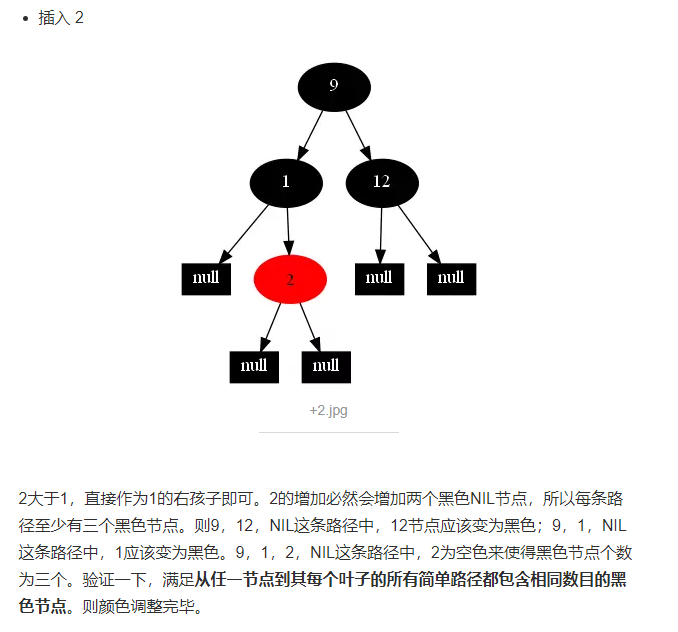 插入 2
9
1
12
null
2
null
null
null
null
+2.jpg
2大于1，直接作为1的右孩子即可。2的增加必然会增加两个黑色NIL节点，所以每条路
径至少有三个黑色节点。则9，12，NIL这条路径中，12节点应该变为黑色；9，1，NIL
这条路径中，1应该变为黑色。9，1，2，NIL这条路径中，2为空色来使得黑色节点个数
为三个。验证一下，满足从任一节点到其每个叶子的所有简单路径都包含相同数目的黑
色节点。则颜色调整完毕。